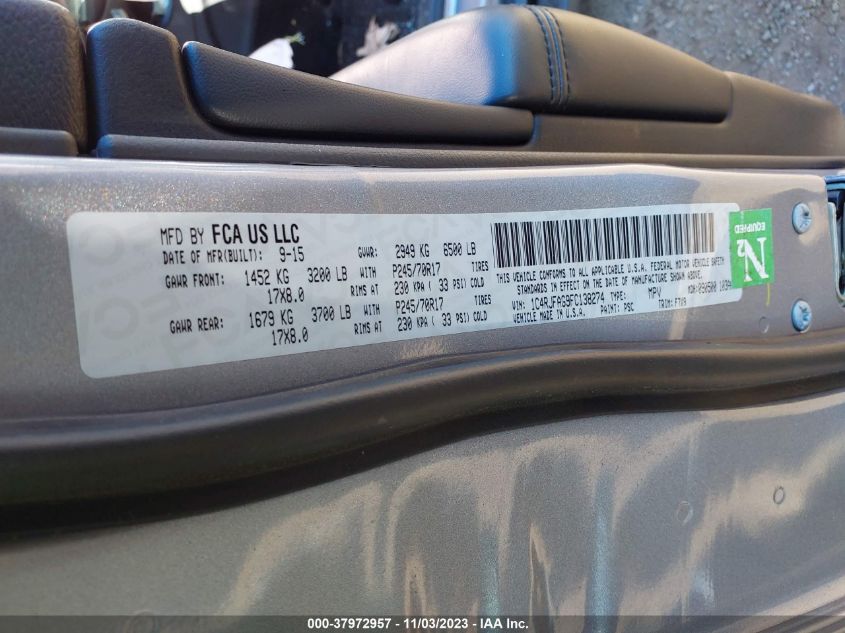 MFD BY FCA US LLC
DATE OF MFR(BUILT): 9-15 GVWR: 2949 KG 6500 LB
GAWR FRONT: 1452 KG 3200 LB WITH P245/70R17 TIRES
17X8.0 RIMS AT 230 KPA ( 33 PSI) COLD
GAWR REAR: 1679 KG 3700 LB WITH P245/70R17 TIRES
17X8.0 RIMS AT 230 KPA ( 33 PSI) COLD
THIS VEHICLE CONFORMS TO ALL APPLICABLE U.S.A. FEDERAL MOTOR VEHICLE SAFETY
STANDARDS IN EFFECT ON THE DATE OF MANUFACTURE SHOWN ABOVE.
VIN: 1C4RJFAG9FC138274 TYPE: MPV MDH:
VEHICLE MADE IN U.S.A. PAINT: PSC TRIM:
N2
EQUIPPED
000-37972957 - 11/03/2023 - IAA Inc.